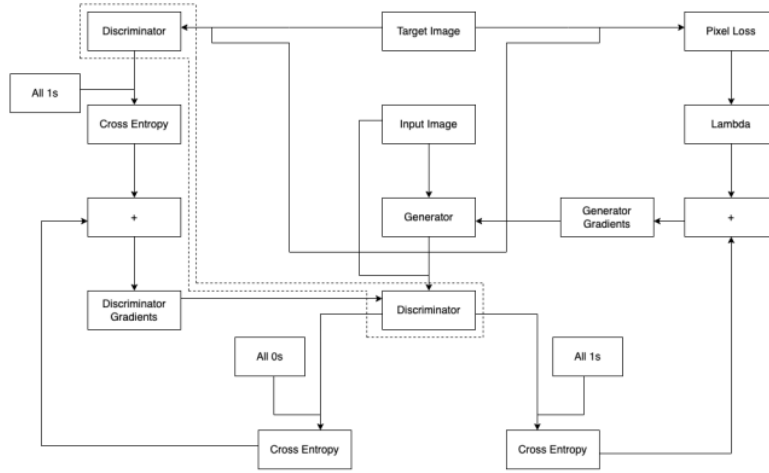 Discriminator
Target Image
Pixel Loss
All 1s
Cross Entropy
Input Image
Lambda
+
Generator
Generator
Gradients
+
Discriminator
Gradients
Discriminator
All 0s
All 1s
Cross Entropy
Cross Entropy